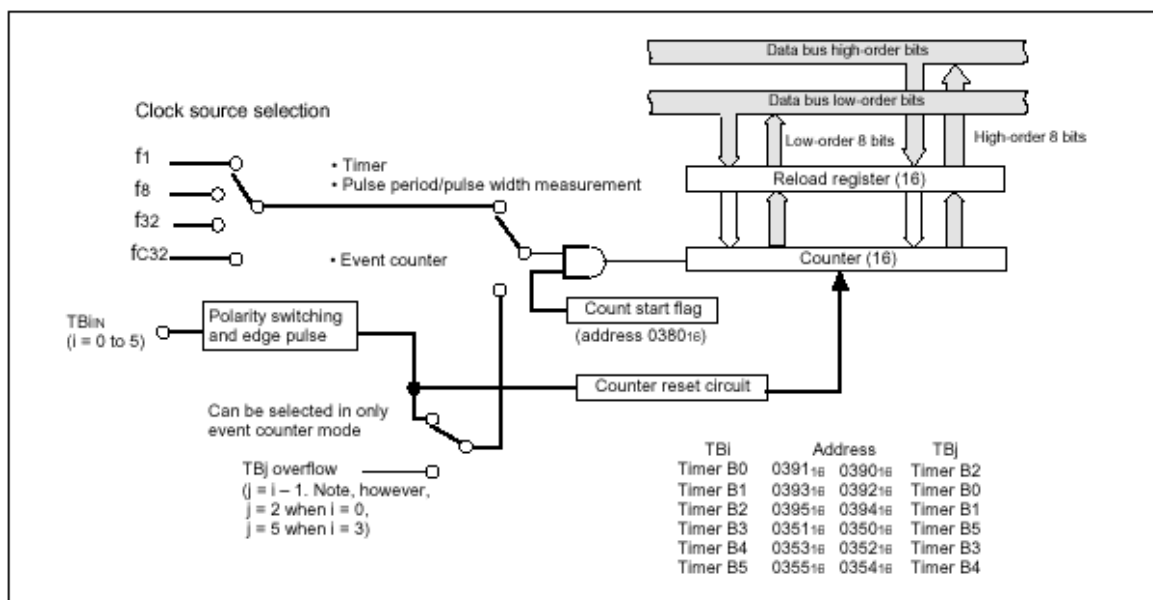 Data bus high-order bits
Data bus low-order bits
Clock source selection
Low-order 8 bits
High-order 8 bits
f1
• Timer
f8
• Pulse period/pulse width measurement
Reload register (16)
f32
fC32
• Event counter
Counter (16)
TBiIN
(i = 0 to 5)
Polarity switching
and edge pulse
Count start flag
(address 038016)
Counter reset circuit
Can be selected in only
event counter mode
TBj overflow
(j = i – 1. Note, however,
j = 2 when i = 0,
j = 5 when i = 3)
TBi Address TBj
Timer B0 039116 039016 Timer B2
Timer B1 039316 039216 Timer B0
Timer B2 039516 039416 Timer B1
Timer B3 035116 035016 Timer B5
Timer B4 035316 035216 Timer B3
Timer B5 035516 035416 Timer B4